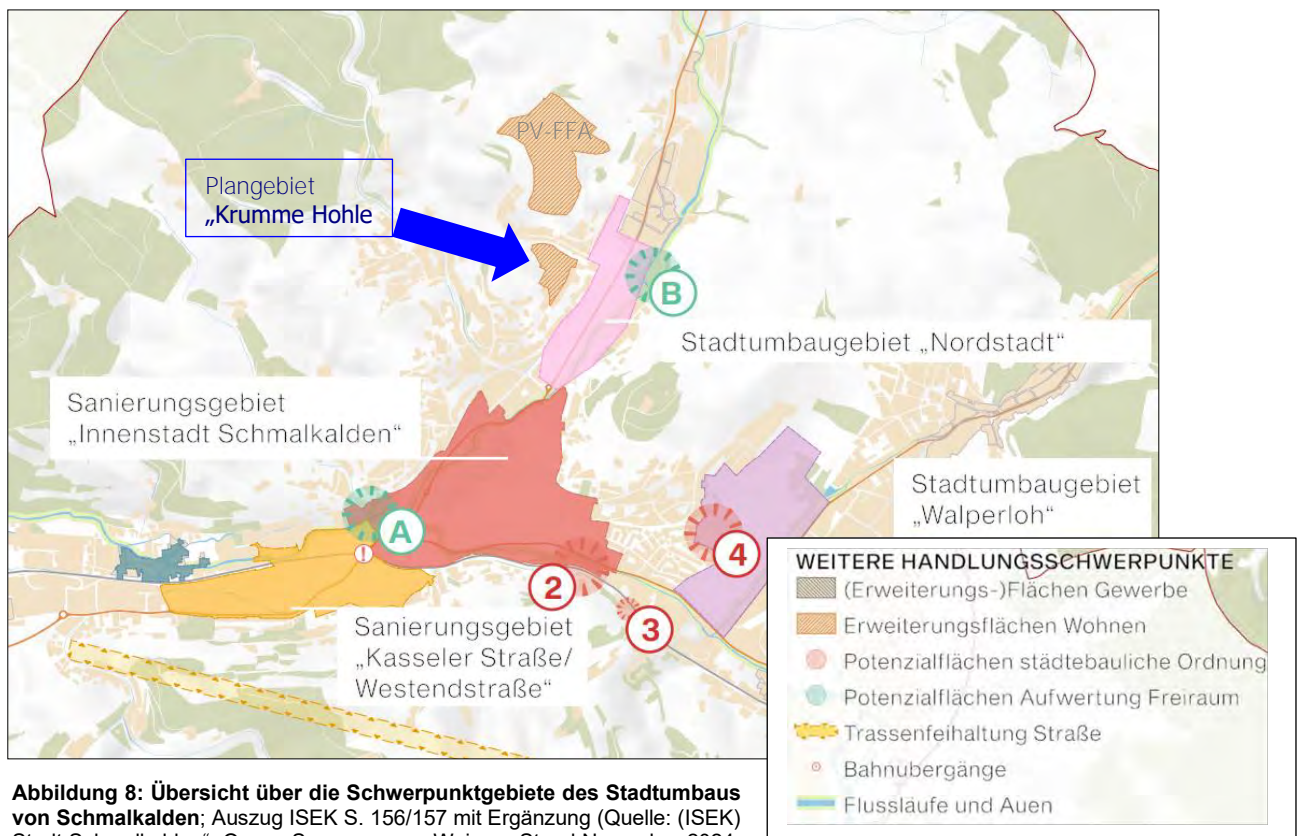 PV-FFA
Plangebiet
„Krumme Hohle
B
Stadtumbaugebiet „Nordstadt“
Sanierungsgebiet
„Innenstadt Schmalkalden“
A
!
2
3
4
Stadtumbaugebiet
„Walperloh“
Sanierungsgebiet
„Kasseler Straße/
Westendstraße“
WEITERE HANDLUNGSSCHWERPUNKTE
(Erweiterungs-)Flächen Gewerbe
Erweiterungsflächen Wohnen
Potenzialflächen städtebauliche Ordnung
Potenzialflächen Aufwertung Freiraum
Trassenfeihaltung Straße
Bahnubergänge
Flussläufe und Auen
Abbildung 8: Übersicht über die Schwerpunktgebiete des Stadtumbaus
von Schmalkalden; Auszug ISEK S. 156/157 mit Ergänzung (Quelle: (ISEK)